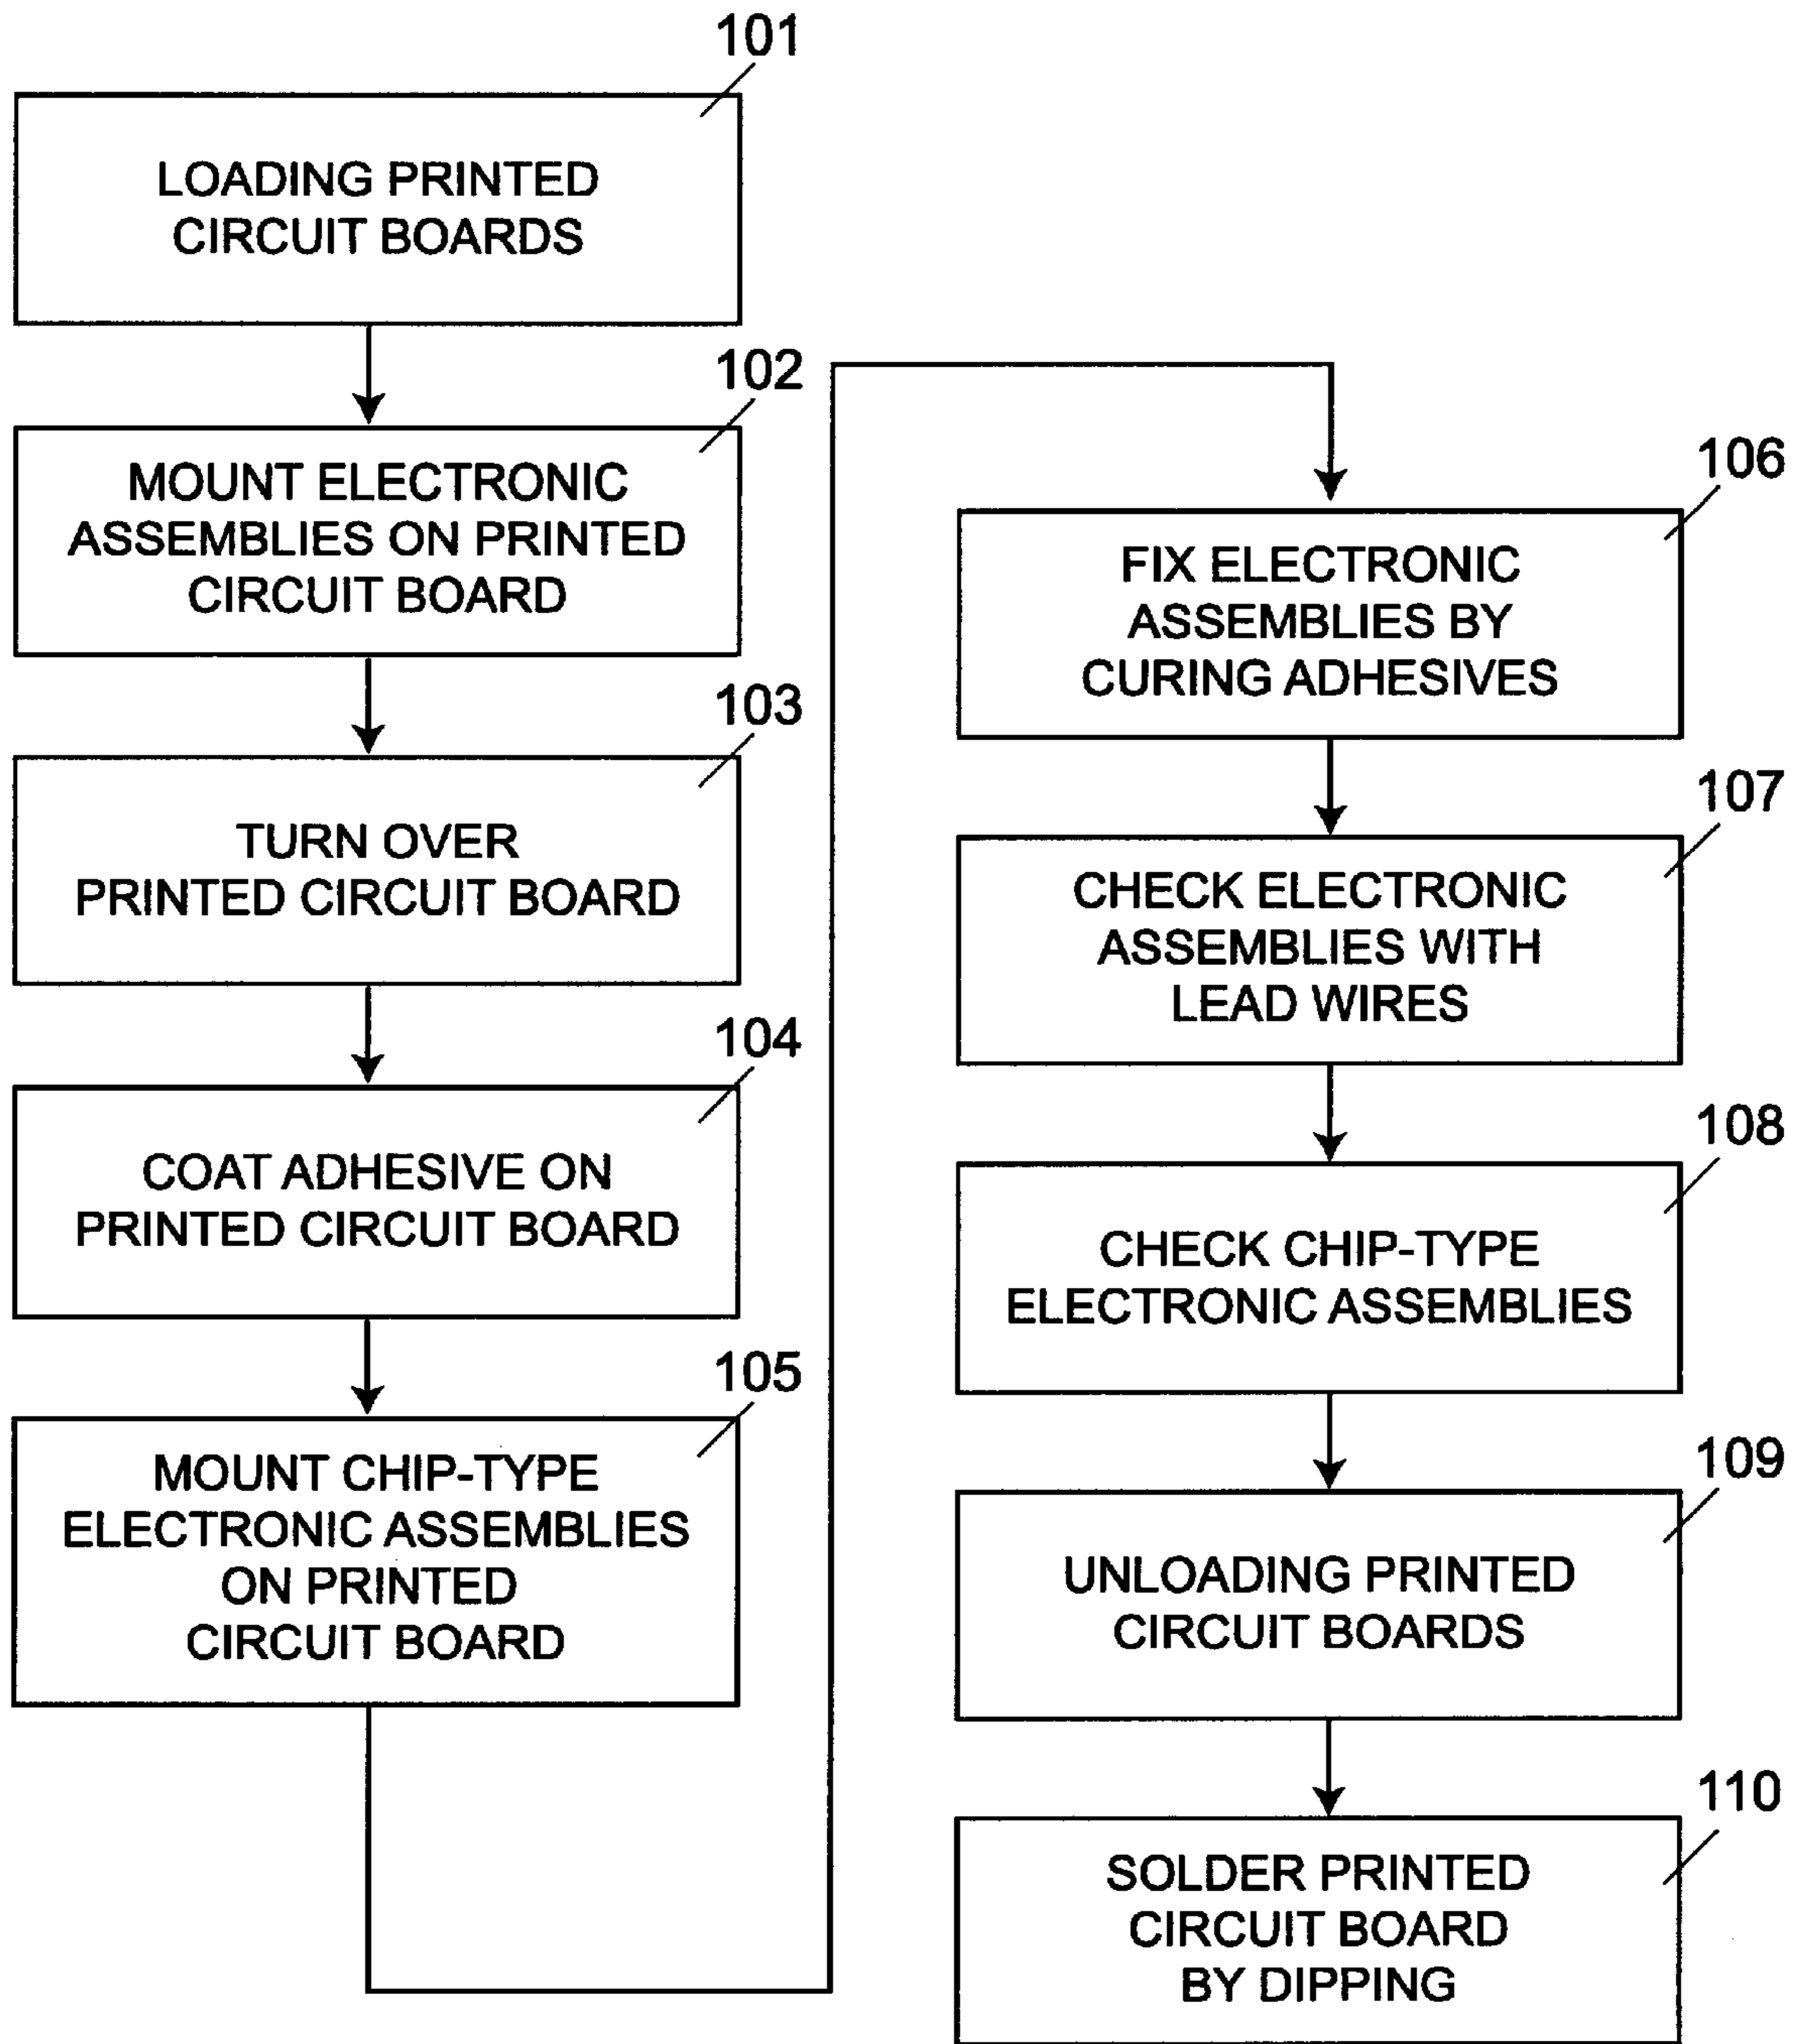 101
LOADING PRINTED
CIRCUIT BOARDS
102
MOUNT ELECTRONIC
ASSEMBLIES ON PRINTED
CIRCUIT BOARD
103
TURN OVER
PRINTED CIRCUIT BOARD
104
COAT ADHESIVE ON
PRINTED CIRCUIT BOARD
105
MOUNT CHIP-TYPE
ELECTRONIC ASSEMBLIES
ON PRINTED
CIRCUIT BOARD
106
FIX ELECTRONIC
ASSEMBLIES BY
CURING ADHESIVES
107
CHECK ELECTRONIC
ASSEMBLIES WITH
LEAD WIRES
108
CHECK CHIP-TYPE
ELECTRONIC ASSEMBLIES
109
UNLOADING PRINTED
CIRCUIT BOARDS
110
SOLDER PRINTED
CIRCUIT BOARD
BY DIPPING